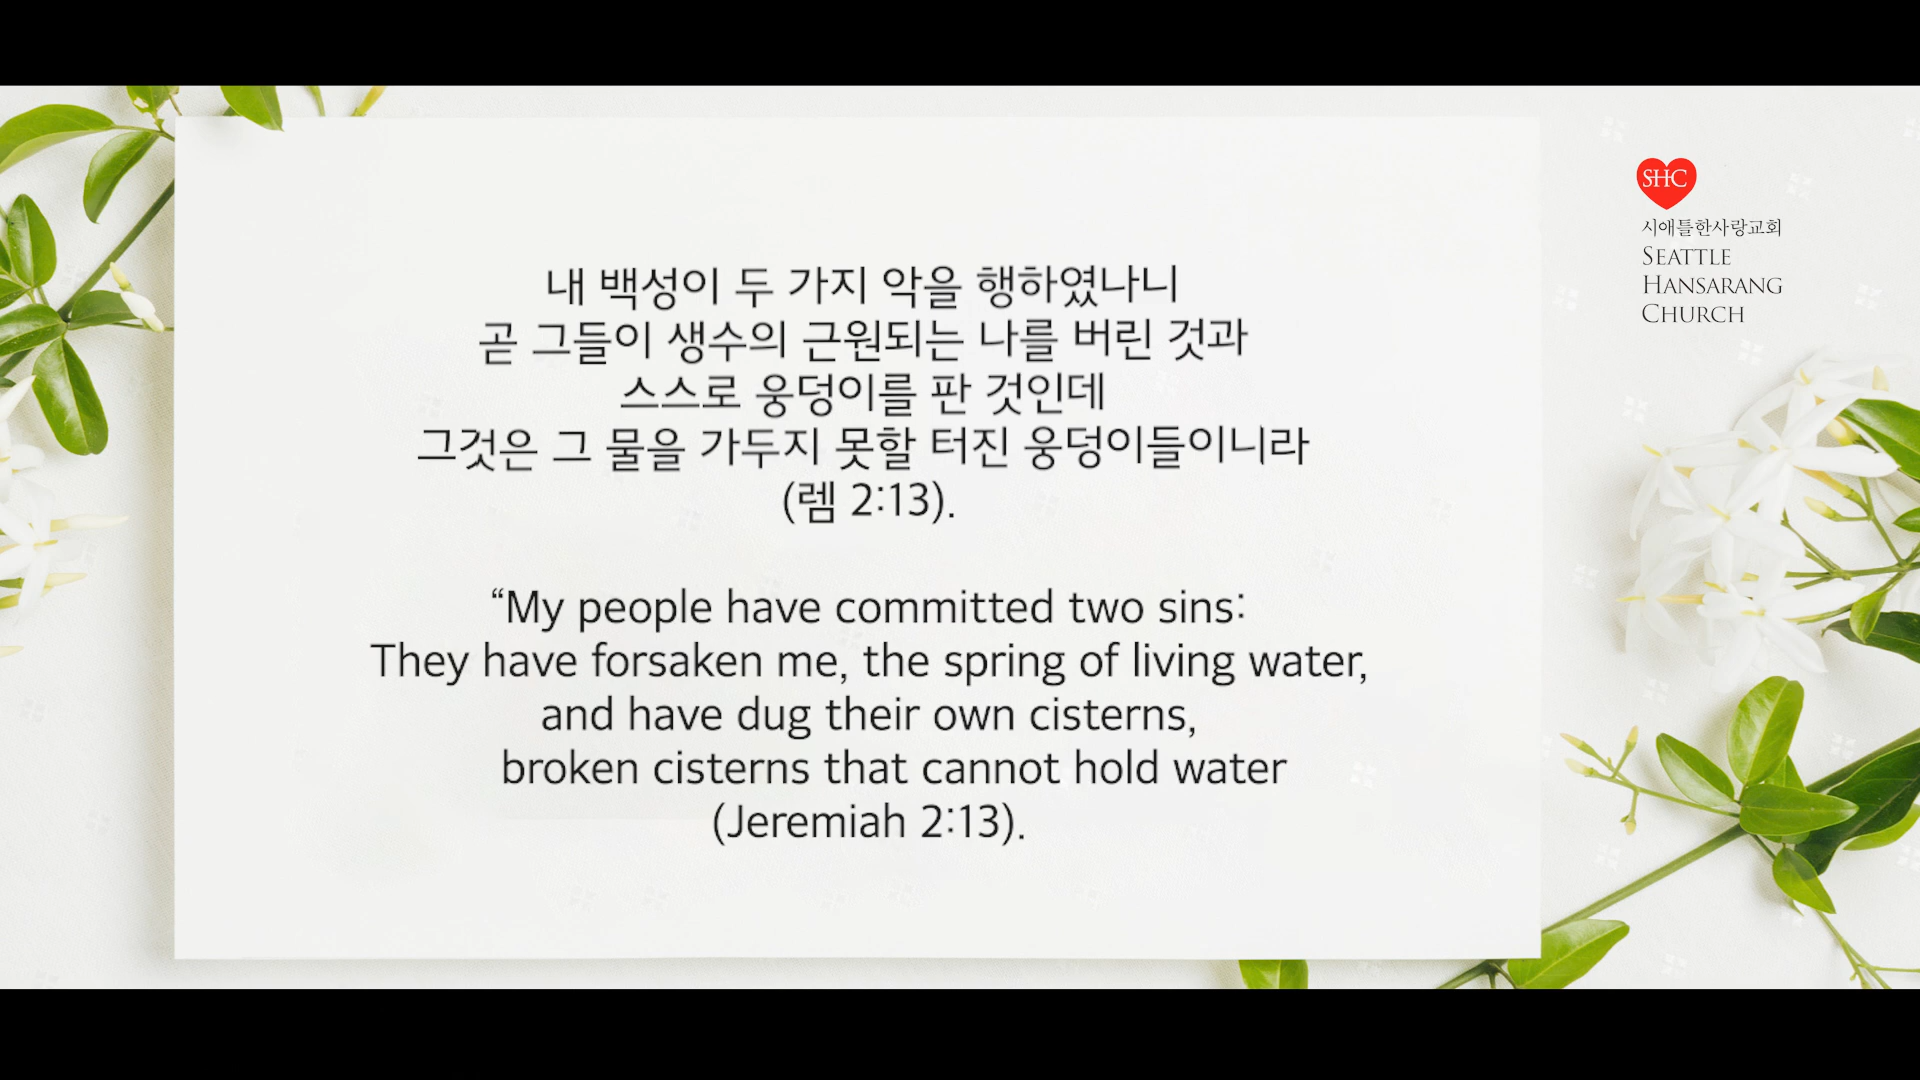 내 백성이 두 가지 악을 행하였나니
곧 그들이 생수의 근원되는 나를 버린 것과
스스로 웅덩이를 판 것인데
그것은 그 물을 가두지 못할 터진 웅덩이들이니라
(렘 2:13).
“My people have committed two sins:
They have forsaken me, the spring of living water,
and have dug their own cisterns,
broken cisterns that cannot hold water
(Jeremiah 2:13).
SHC
시애틀한사랑교회
SEATTLE
HANSARANG
CHURCH